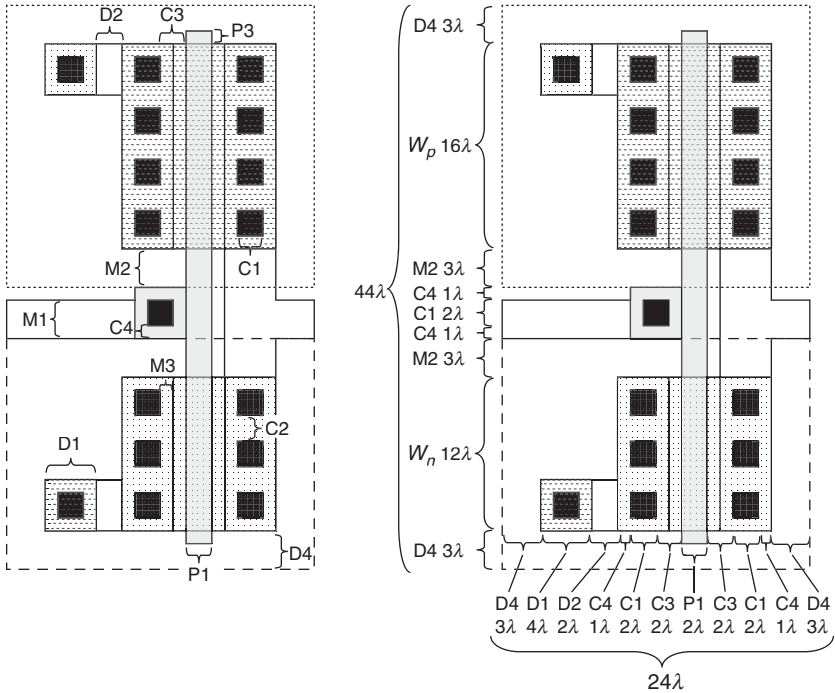 D2
C3
P3
M2
C1
M1
C4
M3
C2
D1
D4
P1
D4 3λ
Wp 16λ
M2 3λ
C4 1λ
44λ
C1 2λ
C4 1λ
M2 3λ
Wn 12λ
D4 3λ
D4 D1 D2 C4 C1 C3 P1 C3 C1 C4 D4
3λ 4λ 2λ 1λ 2λ 2λ 2λ 2λ 2λ 1λ 3λ
24λ